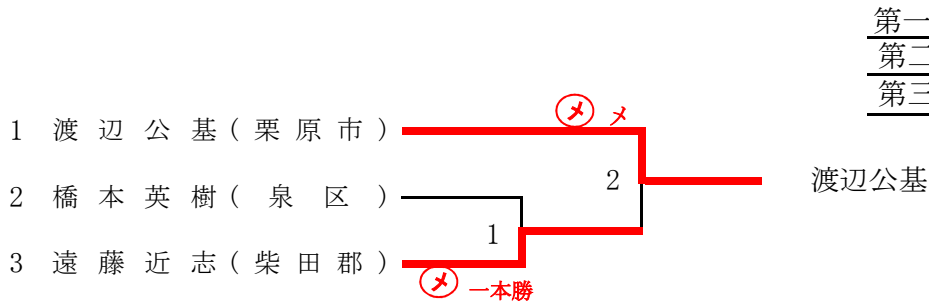 第一
第二
第三
メ メ
1 渡辺公基(栗原市)
2 渡辺公基
2 橋本英樹(泉区)
1
3 遠藤近志(柴田郡)
メ 一本勝